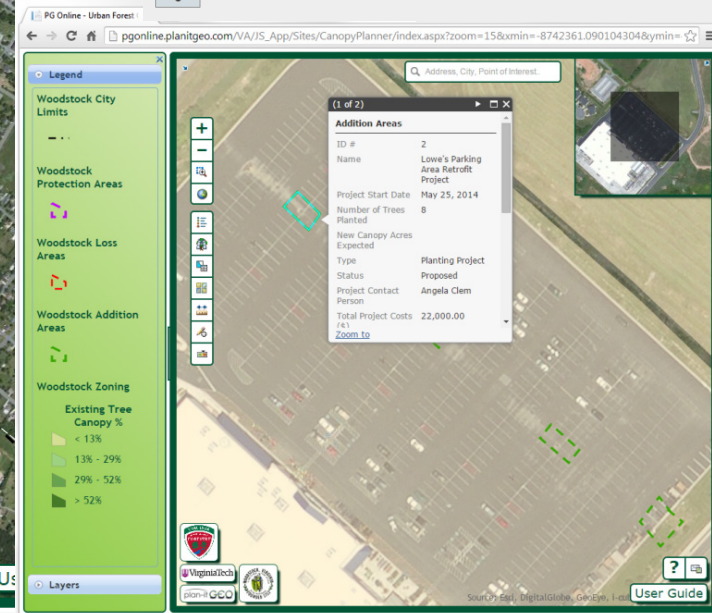 PG Online - Urban Forest
pgonline.planitgeo.com/VA/JS_App/Sites/CanopyPlanner/index.aspx?zoom=15&xmin=-8742361.090104304&ymin=-
Legend
Woodstock City
Limits
Woodstock
Protection Areas
Woodstock Loss
Areas
Woodstock Addition
Areas
Woodstock Zoning
Existing Tree
Canopy %
< 13%
13% - 29%
29% - 52%
> 52%
Layers
Address, City, Point of Interest..
(1 of 2)
Addition Areas
ID # 2
Name Lowe's Parking
Area Retrofit
Project
Project Start Date May 25, 2014
Number of Trees 8
Planted
New Canopy Acres
Expected
Type Planting Project
Status Proposed
Project Contact Angela Clem
Person
Total Project Costs 22,000.00
($)
Zoom to
VirginiaTech
plan-it GEO
Source: Esri, DigitalGlobe, GeoEye, i-cu
?
User Guide